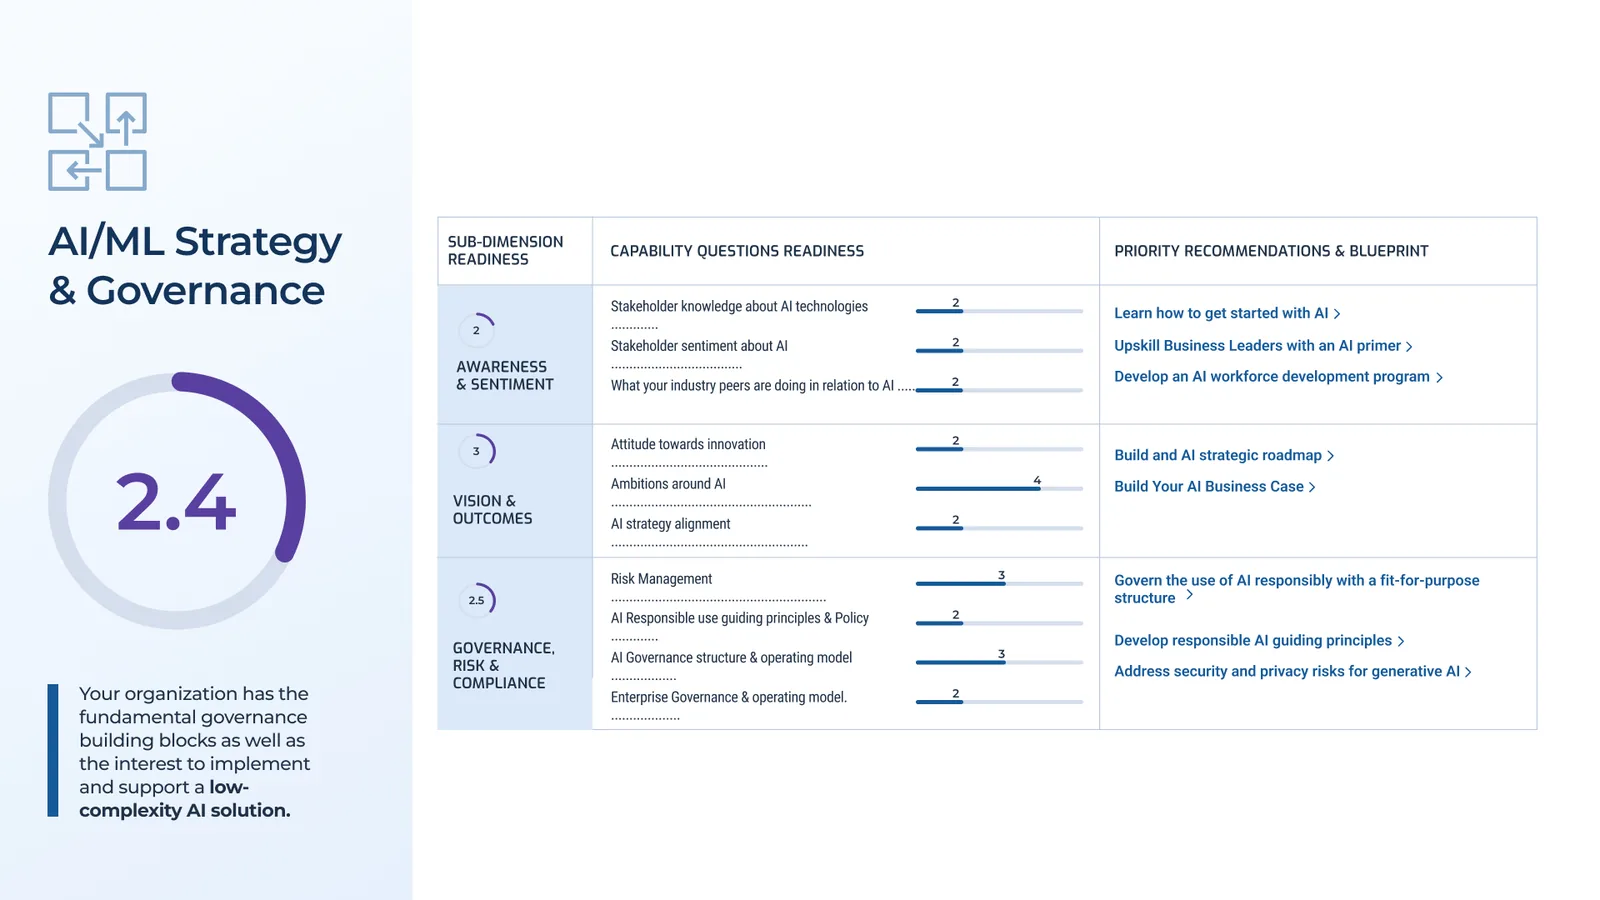 AI/ML Strategy
& Governance
2.4
Your organization has the
fundamental governance
building blocks as well as
the interest to implement
and support a low-
complexity AI solution.
SUB-DIMENSION
READINESS
CAPABILITY QUESTIONS READINESS
PRIORITY RECOMMENDATIONS & BLUEPRINT
2
AWARENESS
& SENTIMENT
Stakeholder knowledge about AI technologies
.............
2
Stakeholder sentiment about AI
....................................
2
What your industry peers are doing in relation to AI .....
2
Learn how to get started with AI >
Upskill Business Leaders with an AI primer >
Develop an AI workforce development program >
3
VISION &
OUTCOMES
Attitude towards innovation
...........................................
2
Ambitions around AI
.......................................................
4
AI strategy alignment
......................................................
2
Build and AI strategic roadmap >
Build Your AI Business Case >
2.5
GOVERNANCE,
RISK &
COMPLIANCE
Risk Management
...........................................................
3
AI Responsible use guiding principles & Policy
.............
2
AI Governance structure & operating model
..................
3
Enterprise Governance & operating model.
...................
2
Govern the use of AI responsibly with a fit-for-purpose
structure >
Develop responsible AI guiding principles >
Address security and privacy risks for generative AI >